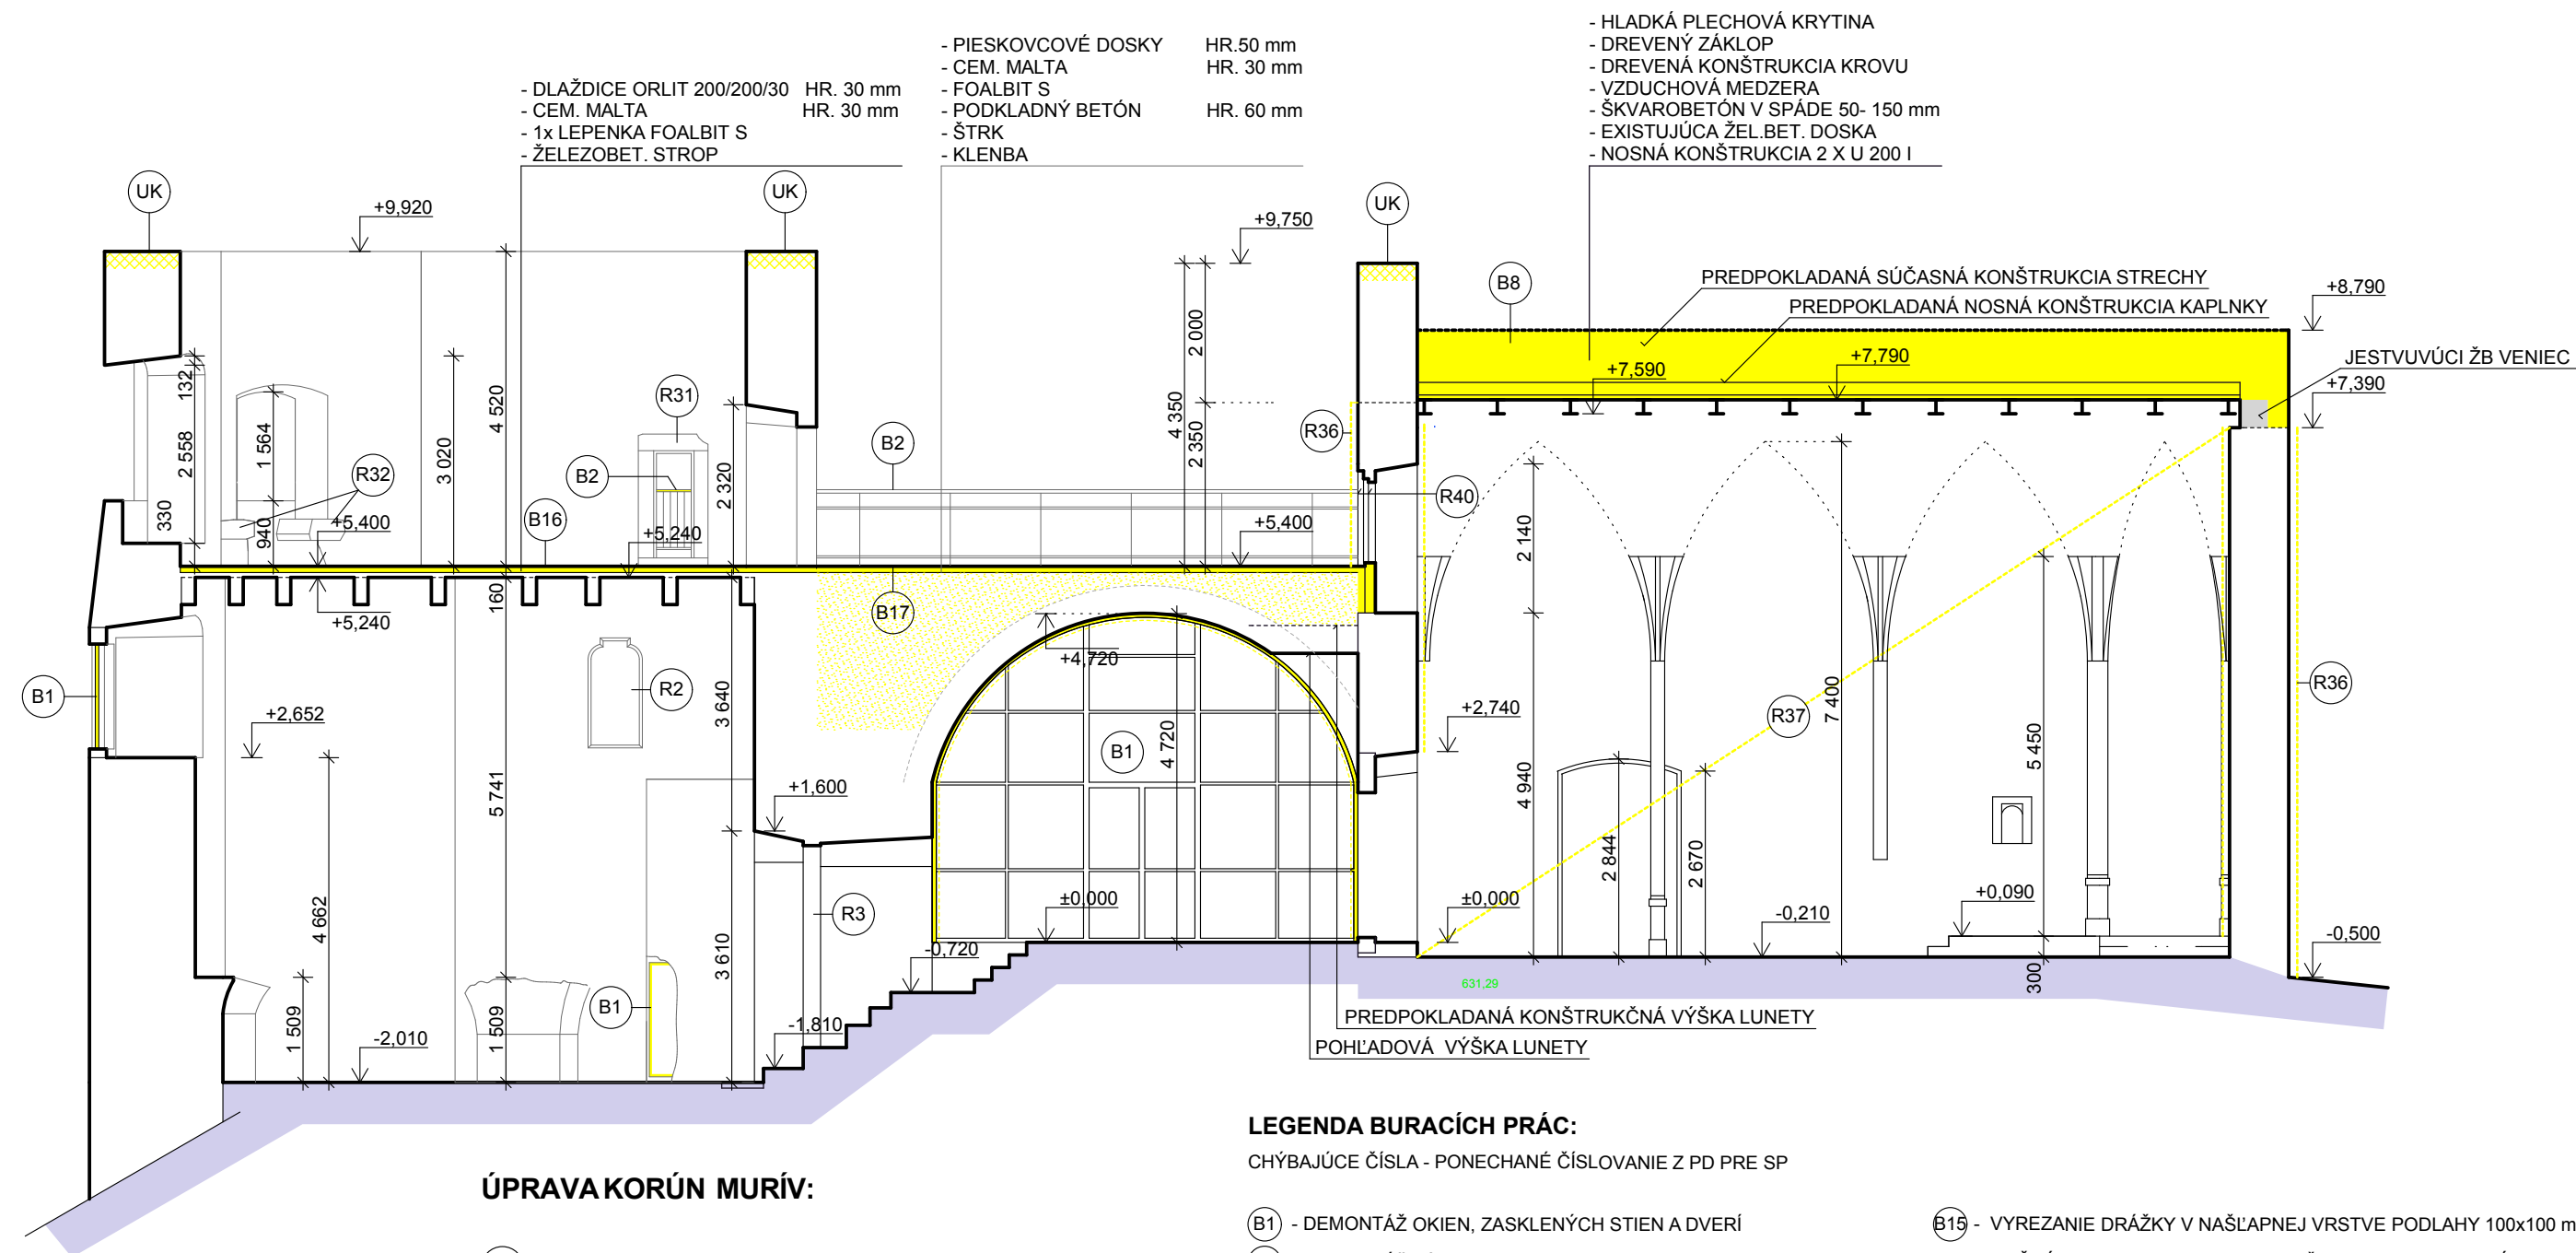 - HLADKÁ PLECHOVÁ KRYTINA
- DREVENÝ ZÁKLOP
- DREVENÁ KONŠTRUKCIA KROVU
- VZDUCHOVÁ MEDZERA
- ŠKVAROBETÓN V SPÁDE 50- 150 mm
- EXISTUJÚCA ŽEL.BET. DOSKA
- NOSNÁ KONŠTRUKCIA 2 X U 200 I
- PIESKOVCOVÉ DOSKY HR.50 mm
- CEM. MALTA HR. 30 mm
- FOALBIT S
- PODKLADNÝ BETÓN HR. 60 mm
- ŠTRK
- KLENBA
- DLAŽDICE ORLIT 200/200/30 HR. 30 mm
- CEM. MALTA HR. 30 mm
- 1x LEPENKA FOALBIT S
- ŽELEZOBET. STROP
UK
UK
UK
+9,920
+9,750
B8
PREDPOKLADANÁ SÚČASNÁ KONŠTRUKCIA STRECHY
PREDPOKLADANÁ NOSNÁ KONŠTRUKCIA KAPLNKY
+8,790
JESTVUVÚCI ŽB VENIEC
+7,390
+7,590
+7,790
132
2 558
330
1 564
940
3 020
4 520
2 320
4 350
2 000
2 350
R31
R32
B2
B2
B16
R36
R40
+5,400
+5,240
+5,400
+5,240
160
B17
2 140
+4,720
B1
R2
+2,652
3 640
5 741
4 662
+1,600
B1
4 720
+2,740
4 940
R37
7 400
5 450
R36
2 844
2 670
3 610
R3
±0,000
±0,000
-0,210
+0,090
-0,500
-0,720
300
631,29
1 509
1 509
B1
-2,010
-1,810
PREDPOKLADANÁ KONŠTRUKČNÁ VÝŠKA LUNETY
POHĽADOVÁ VÝŠKA LUNETY
LEGENDA BURACÍCH PRÁC:
CHÝBAJÚCE ČÍSLA - PONECHANÉ ČÍSLOVANIE Z PD PRE SP
ÚPRAVA KORÚN MURÍV:
B1 - DEMONTÁŽ OKIEN, ZASKLENÝCH STIEN A DVERÍ
B15 - VYREZANIE DRÁŽKY V NAŠĽAPNEJ VRSTVE PODLAHY 100x100 m